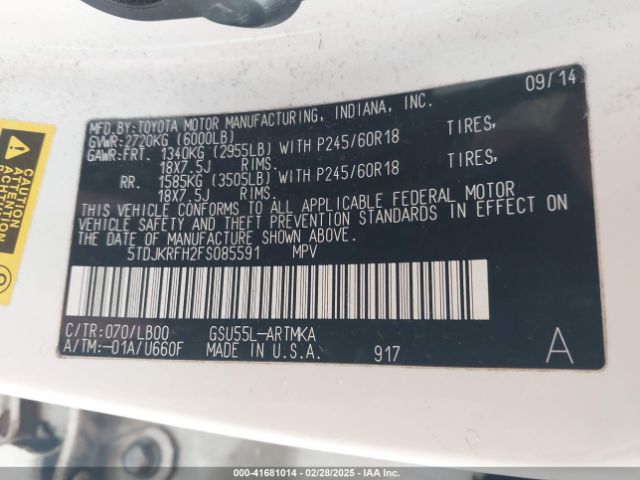 09/14
MFD.BY:TOYOTA MOTOR MANUFACTURING, INDIANA, INC.
GVWR:2720KG (6000LB)
GAWR:FRT. 1340KG (2955LB) WITH P245/60R18 TIRES,
18X7.5J RIMS.
RR. 1585KG (3505LB) WITH P245/60R18 TIRES,
18X7.5J RIMS.
THIS VEHICLE CONFORMS TO ALL APPLICABLE FEDERAL MOTOR
VEHICLE SAFETY AND THEFT PREVENTION STANDARDS IN EFFECT ON
THE DATE OF MANUFACTURE SHOWN ABOVE.
5TDJKRFH2FS085591 MPV
C/TR:070/LB00 GSU55L-ARTMKA
A/TM:-01A/U660F MADE IN U.S.A. 917 A
CAUTION
ATTENTION
ACHTUNG
000-41681014 - 02/28/2025 - IAA Inc.